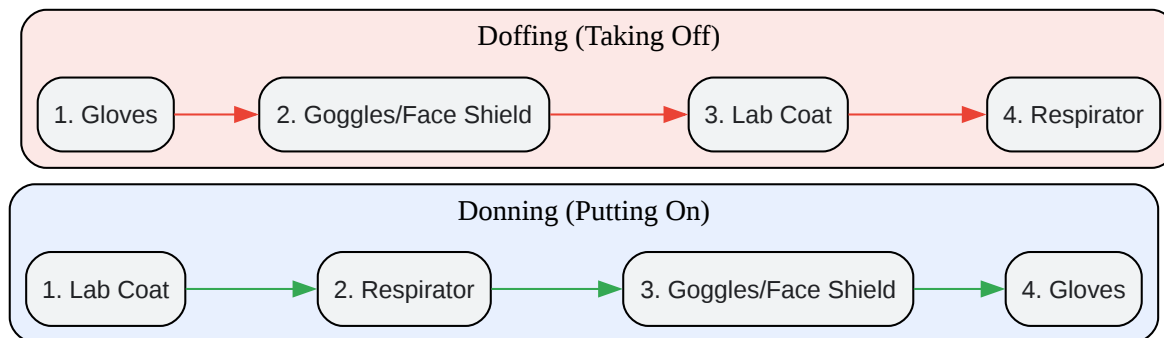 Doffing (Taking Off)
1. Gloves
2. Goggles/Face Shield
3. Lab Coat
4. Respirator
Donning (Putting On)
1. Lab Coat
2. Respirator
3. Goggles/Face Shield
4. Gloves